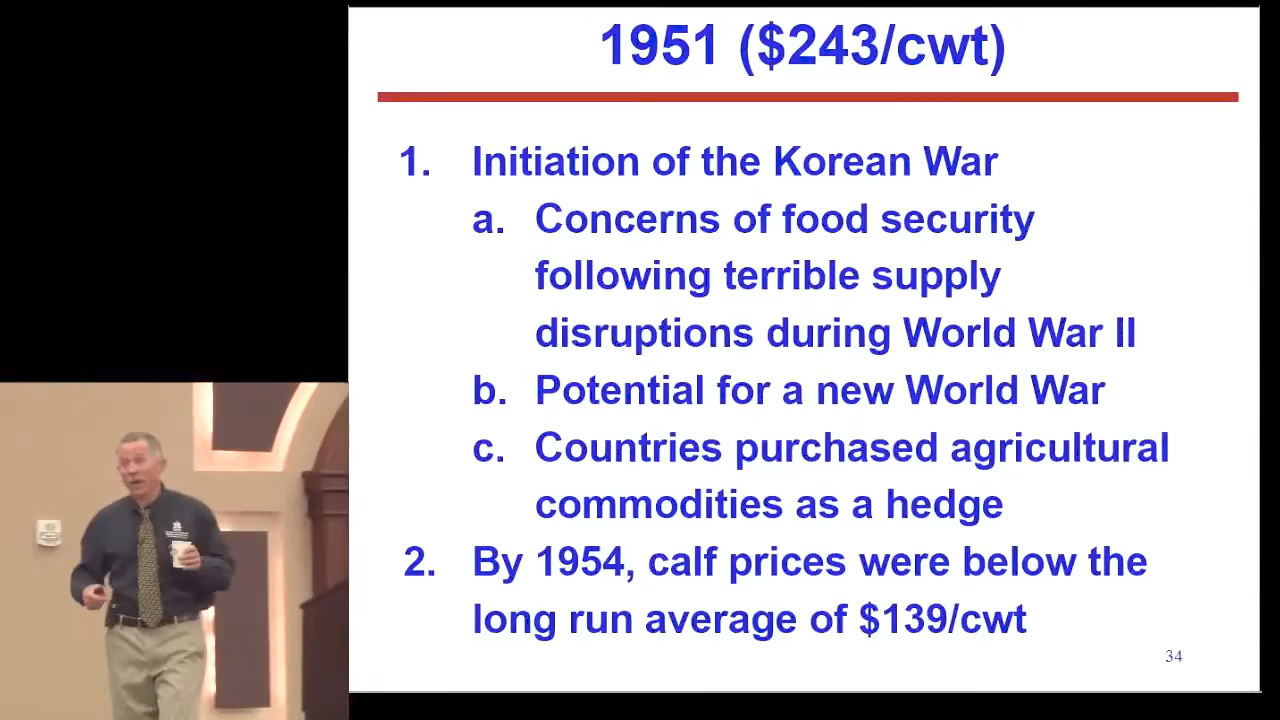 1951 ($243/cwt)
1. Initiation of the Korean War
a. Concerns of food security
following terrible supply
disruptions during World War II
b. Potential for a new World War
c. Countries purchased agricultural
commodities as a hedge
2. By 1954, calf prices were below the
long run average of $139/cwt
34